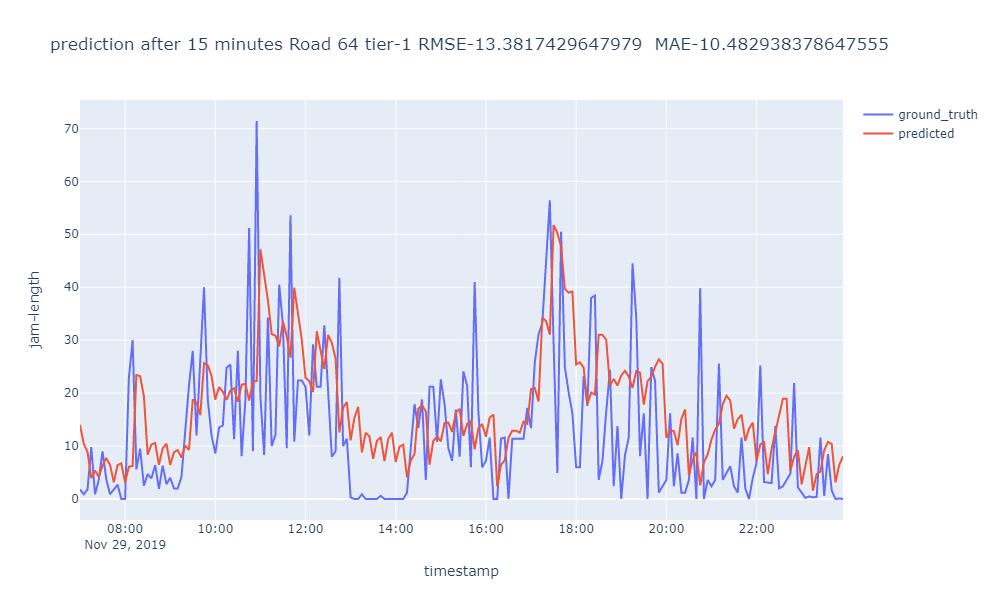 prediction after 15 minutes Road 64 tier-1 RMSE-13.3817429647979  MAE-10.482938378647555
ground_truth
predicted
70
60
50
40
30
20
10
0
jam-length
08:00 10:00 12:00 14:00 16:00 18:00 20:00 22:00
Nov 29, 2019
timestamp